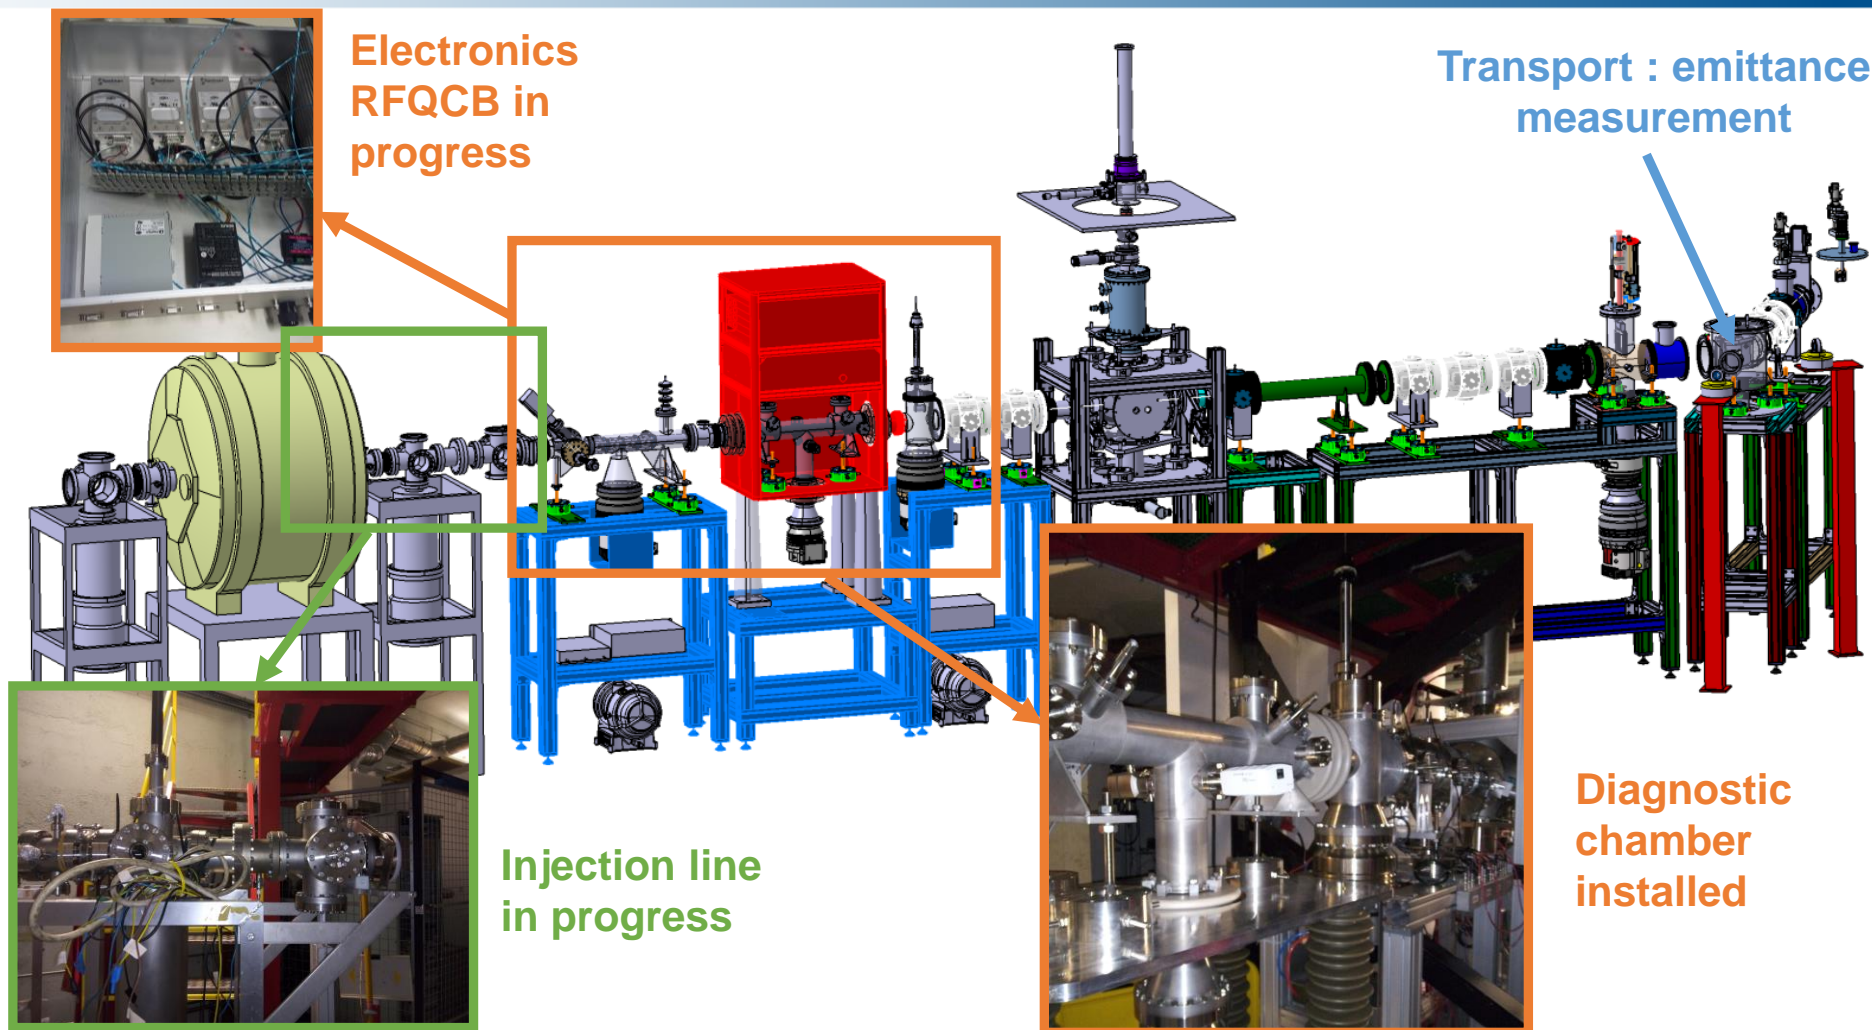 Electronics
RFQCB in
progress
Transport : emittance
measurement
Injection line
in progress
Diagnostic
chamber
installed